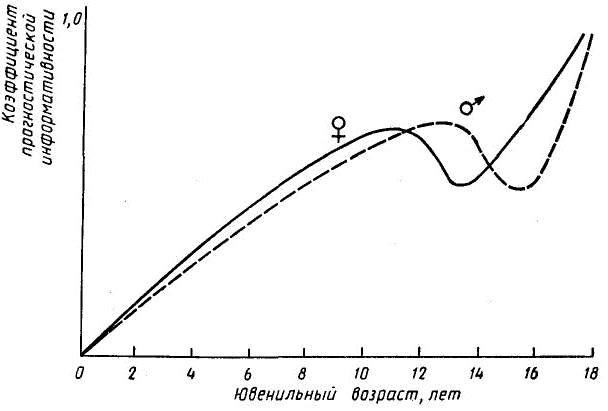 Коэффициент
прогностической
информативности
1,0
♀
♂
0 2 4 6 8 10 12 14 16 18
Ювенильный возраст, лет